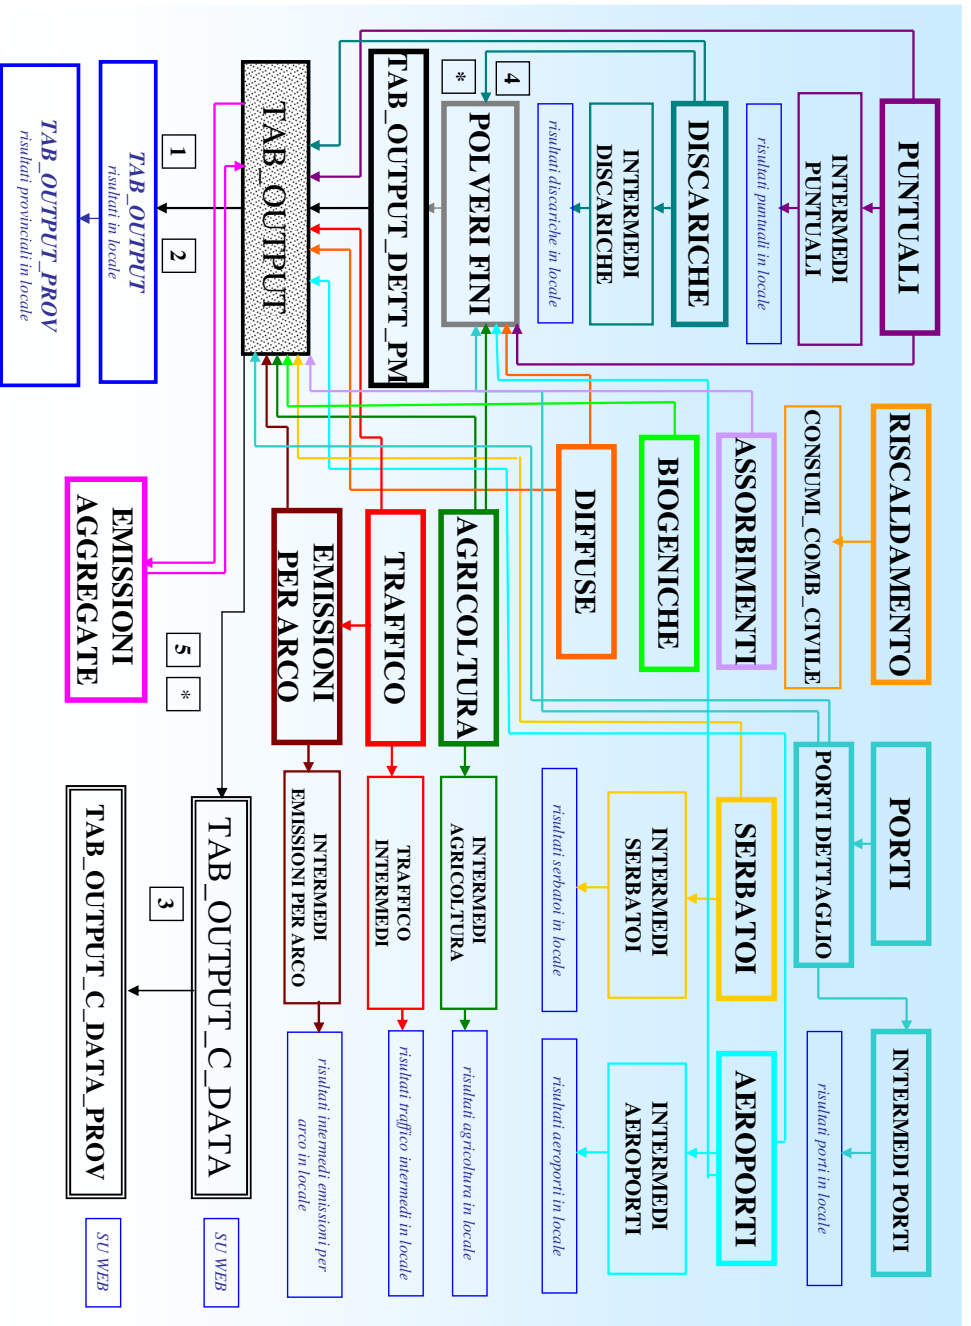 PUNTUALI
INTERMEDI
PUNTUALI
risultati puntuali in locale
DISCARICHE
INTERMEDI
DISCARICHE
risultati discariche in locale
4
*
POLVERI FINI
TAB_OUTPUT_DETT_PM
TAB_OUTPUT
1
2
TAB_OUTPUT
risultati in locale
TAB_OUTPUT_PROV
risultati provinciali in locale
RISCALDAMENTO
CONSUMI_COMB_CIVILE
ASSORBIMENTI
BIOGENICHE
DIFFUSE
AGRICOLTURA
TRAFFICO
EMISSIONI
PER ARCO
EMISSIONI
AGGREGATE
5
*
PORTI
PORTI DETTAGLIO
INTERMEDI PORTI
risultati porti in locale
SERBATOI
INTERMEDI
SERBATOI
risultati serbatoi in locale
AEROPORTI
INTERMEDI
AEROPORTI
risultati aeroporti in locale
INTERMEDI
AGRICOLTURA
risultati agricoltura in locale
TRAFFICO
INTERMEDI
risultati traffico intermedi in locale
INTERMEDI
EMISSIONI PER ARCO
risultati intermedi emissioni per
arco in locale
TAB_OUTPUT_C_DATA
SU WEB
3
TAB_OUTPUT_C_DATA_PROV
SU WEB